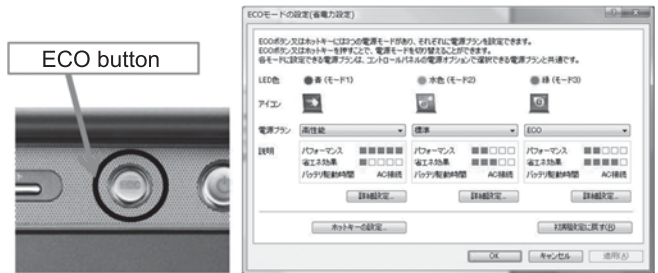 ECO button
ECOモードの設定(省電力設定)
ECOボタン又はホットキーには3つの電源モードがあり、それぞれに電源プランを設定できます。
ECOボタン又はホットキーを押すことで、電源モードを切り替えることができます。
各モードに設定できる電源プランは、コントロールパネルの電源オプションで選択できる電源プランと共通です。
LED色 青 (モード1) 水色 (モード2) 緑 (モード3)
アイコン
電源プラン 高性能 標準 ECO
説明 パフォーマンス パフォーマンス パフォーマンス
省エネ効果 省エネ効果 省エネ効果
バッテリ駆動時間 AC接続 バッテリ駆動時間 AC接続 バッテリ駆動時間 AC接続
詳細設定... 詳細設定... 詳細設定...
ホットキーの設定... 初期設定に戻す(R)
OK キャンセル 適用(A)